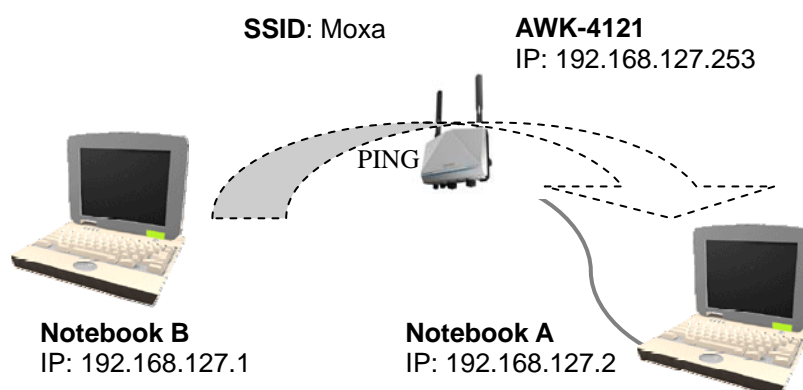 SSID: Moxa
AWK-4121
IP: 192.168.127.253
PING
Notebook B
IP: 192.168.127.1
Notebook A
IP: 192.168.127.2